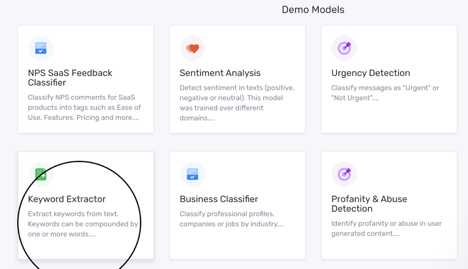 Demo Models
NPS SaaS Feedback
Classifier
Classify NPS comments for SaaS
products into tags such as Ease of
Use, Features, Pricing and more....
Sentiment Analysis
Detect sentiment in texts (positive,
negative or neutral). This model
was trained over different
domains....
Urgency Detection
Classify messages as "Urgent" or
"Not Urgent"....
Keyword Extractor
Extract keywords from text.
Keywords can be compounded by
one or more words....
Business Classifier
Classify professional profiles,
companies or jobs by industry....
Profanity & Abuse
Detection
Identify profanity or abuse in user
generated content....